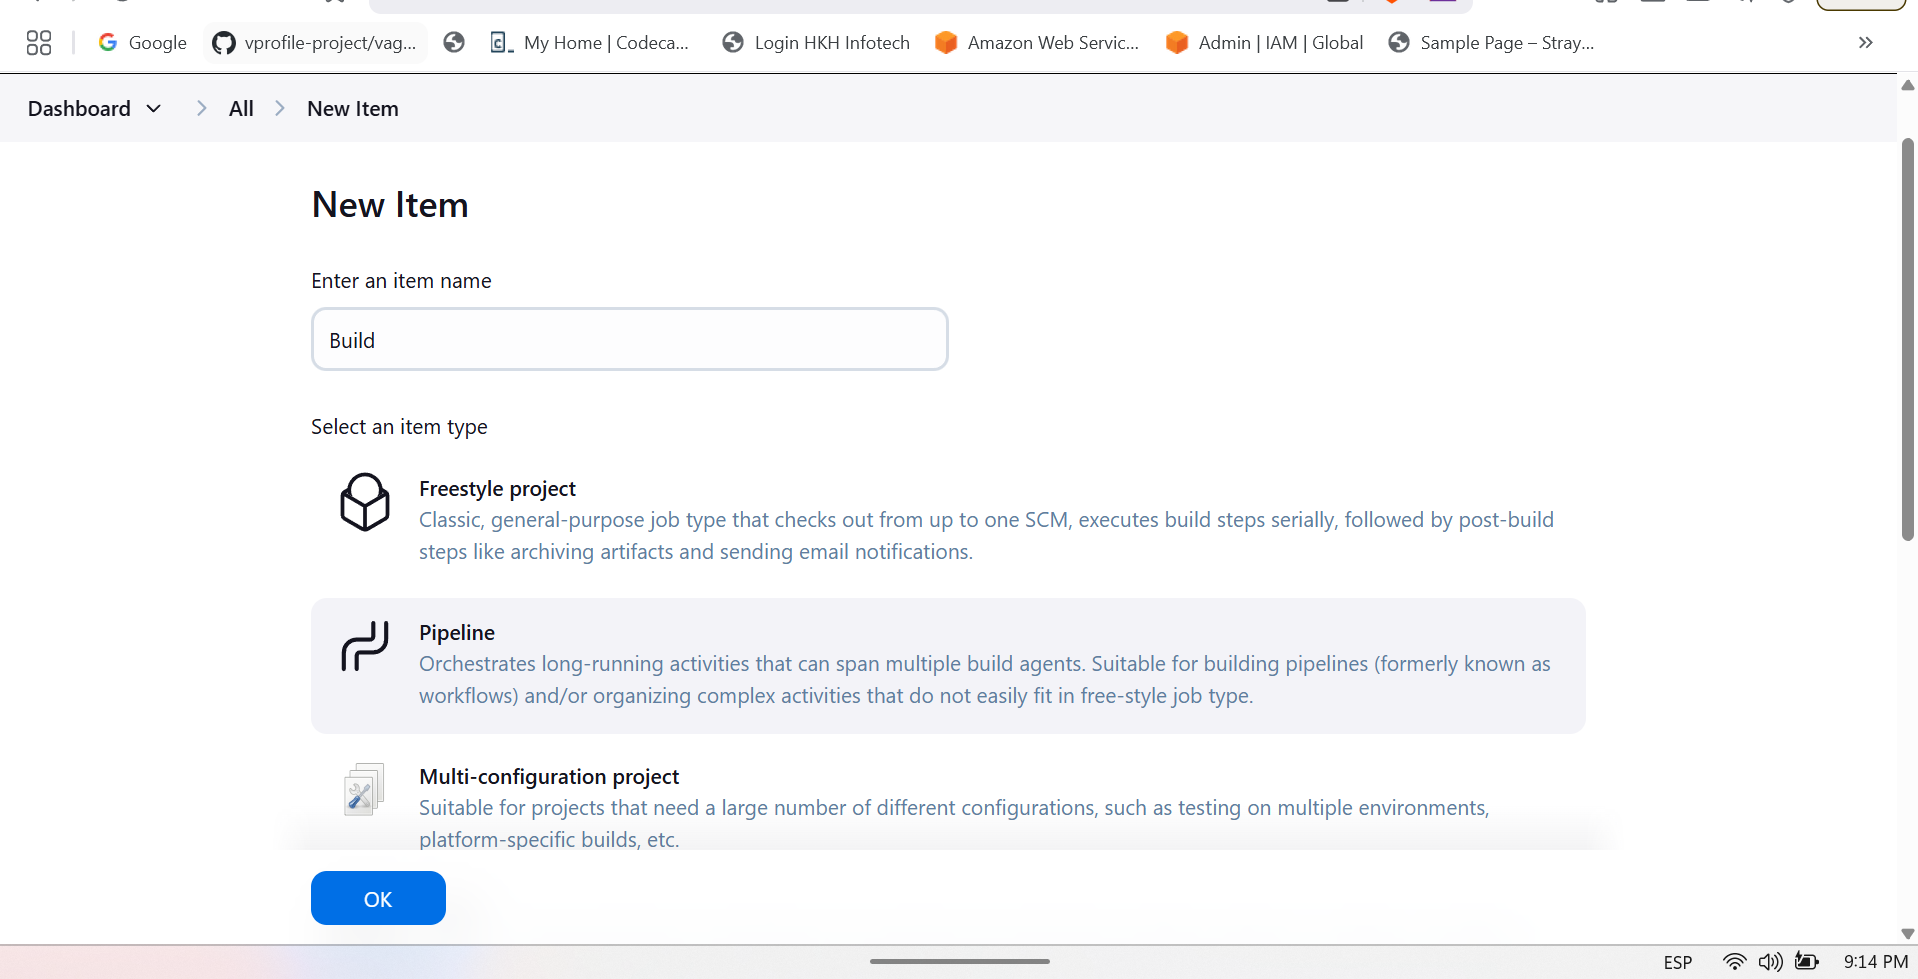 Google
vprofile-project/vag...
My Home | Codeca...
Login HKH Infotech
Amazon Web Servic...
Admin | IAM | Global
Sample Page – Stray...
Dashboard
All
New Item
New Item
Enter an item name
Build
Select an item type
Freestyle project
Classic, general-purpose job type that checks out from up to one SCM, executes build steps serially, followed by post-build
steps like archiving artifacts and sending email notifications.
Pipeline
Orchestrates long-running activities that can span multiple build agents. Suitable for building pipelines (formerly known as
workflows) and/or organizing complex activities that do not easily fit in free-style job type.
Multi-configuration project
Suitable for projects that need a large number of different configurations, such as testing on multiple environments,
platform-specific builds, etc.
OK
ESP
9:14 PM